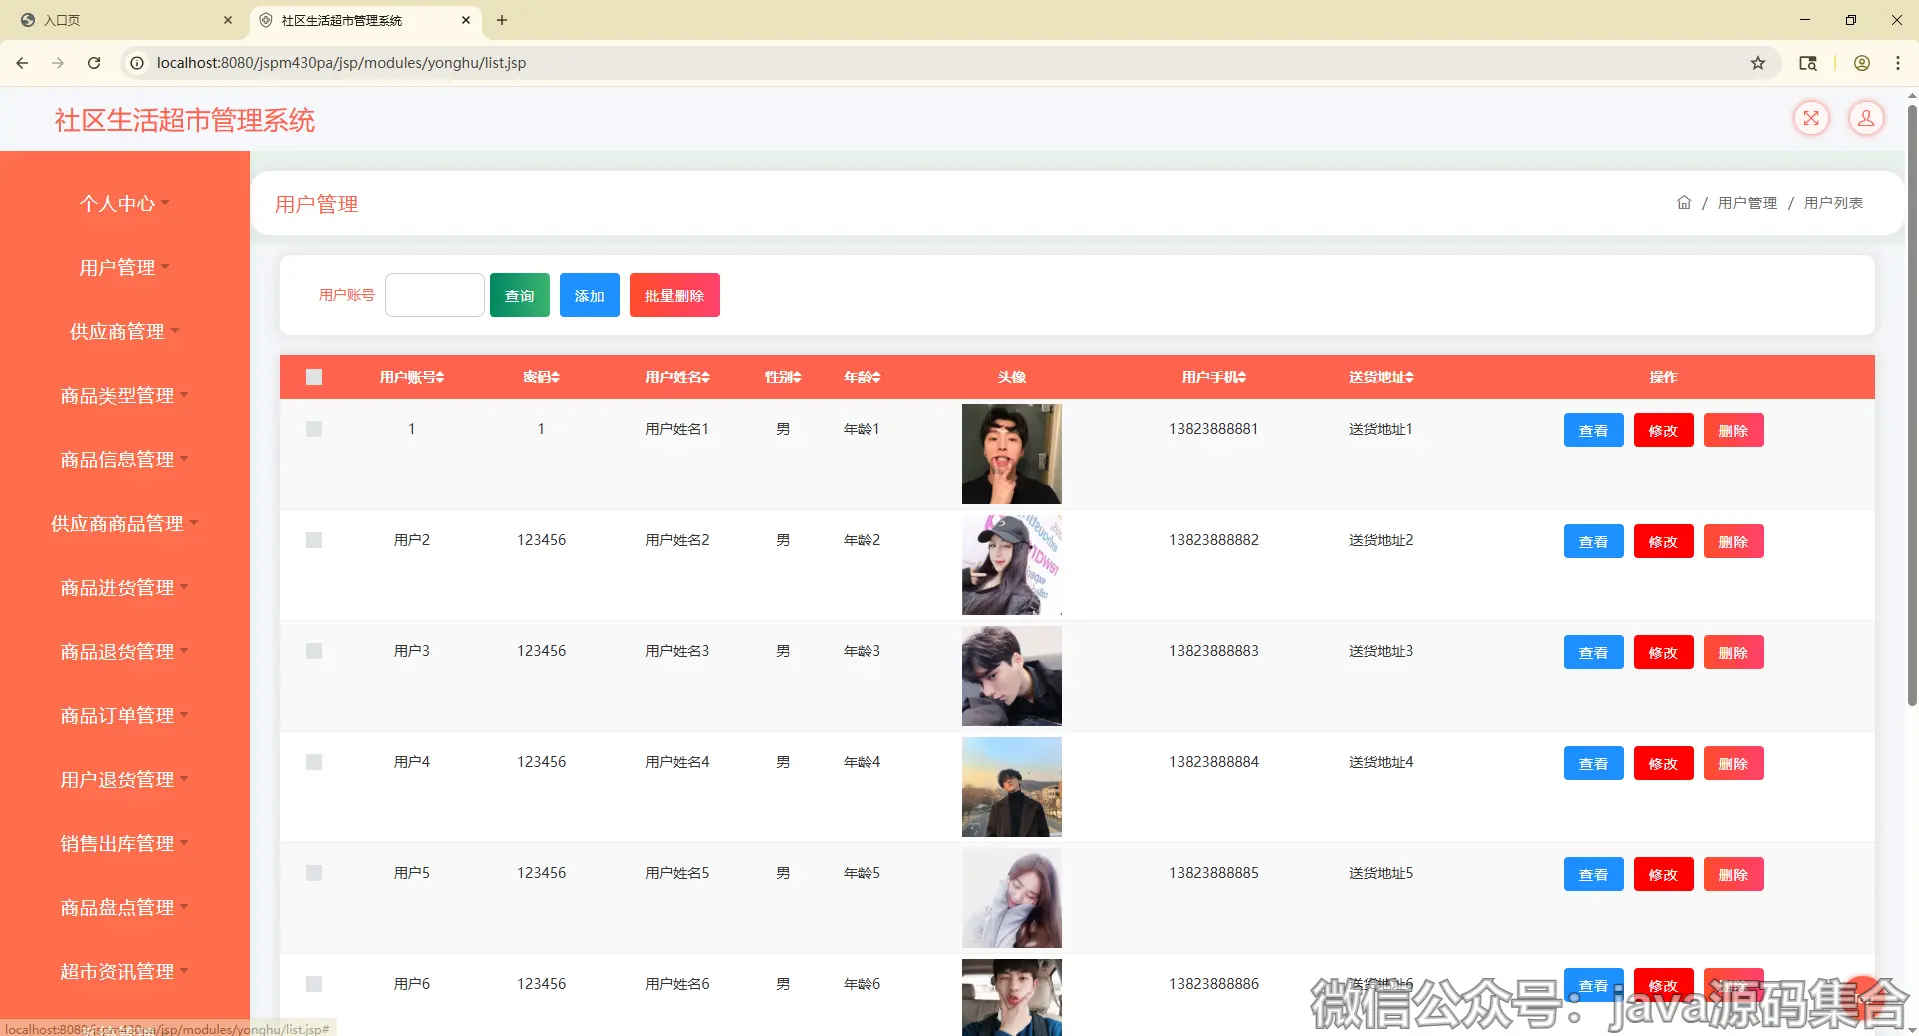 入口页
社区生活超市管理系统
localhost:8080/jspm430pa/jsp/modules/yonghu/list.jsp
社区生活超市管理系统
个人中心
用户管理
供应商管理
商品类型管理
商品信息管理
供应商商品管理
商品进货管理
商品退货管理
商品订单管理
用户退货管理
销售出库管理
商品盘点管理
超市资讯管理
用户管理
/ 用户管理 / 用户列表
用户账号 查询 添加 批量删除
用户账号 密码 用户姓名 性别 年龄 头像 用户手机 送货地址 操作
1 1 用户姓名1 男 年龄1 13823888881 送货地址1 查看 修改 删除
用户2 123456 用户姓名2 男 年龄2 13823888882 送货地址2 查看 修改 删除
用户3 123456 用户姓名3 男 年龄3 13823888883 送货地址3 查看 修改 删除
用户4 123456 用户姓名4 男 年龄4 13823888884 送货地址4 查看 修改 删除
用户5 123456 用户姓名5 男 年龄5 13823888885 送货地址5 查看 修改 删除
用户6 123456 用户姓名6 男 年龄6 13823888886 送货地址6 查看 修改 删除
微信公众号：java源码集合
localhost:8080/jspm430pa/jsp/modules/yonghu/list.jsp#